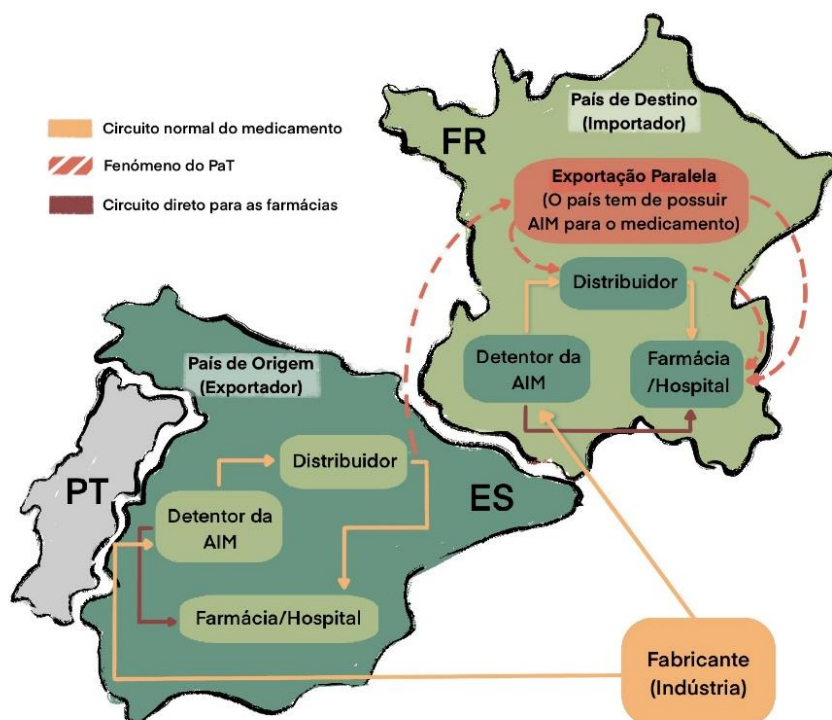 Circuito normal do medicamento
Fenómeno do PaT
Circuito direto para as farmácias
FR
País de Destino
(Importador)
Exportação Paralela
(O país tem de possuir
AIM para o medicamento)
Distribuidor
Detentor da
AIM
Farmácia
/Hospital
País de Origem
(Exportador)
PT
ES
Distribuidor
Detentor da
AIM
Farmácia/Hospital
Fabricante
(Indústria)